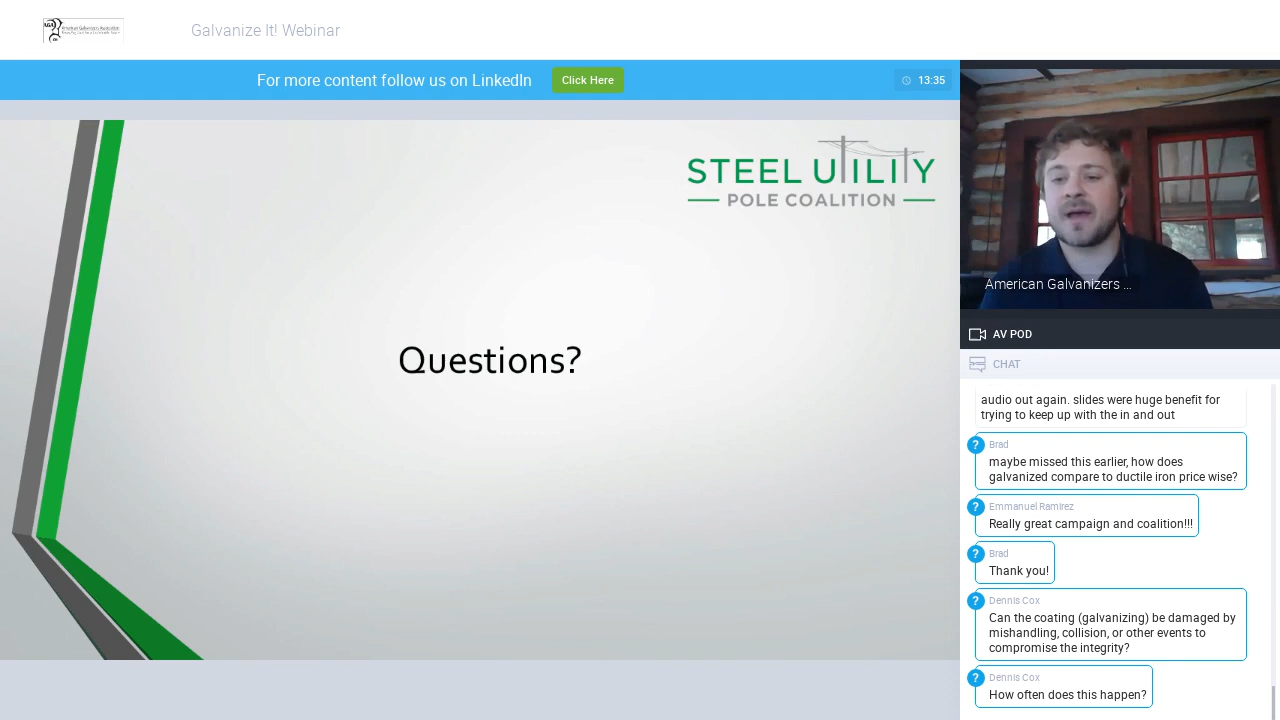 AGA
American Galvanizers Association
Galvanize It! Webinar
For more content follow us on LinkedIn
Click Here
13:35
STEEL UTILITY
POLE COALITION
Questions?
American Galvanizers ...
AV POD
CHAT
audio out again. slides were huge benefit for
trying to keep up with the in and out
? Brad
maybe missed this earlier, how does
galvanized compare to ductile iron price wise?
? Emmanuel Ramirez
Really great campaign and coalition!!!
? Brad
Thank you!
? Dennis Cox
Can the coating (galvanizing) be damaged by
mishandling, collision, or other events to
compromise the integrity?
? Dennis Cox
How often does this happen?